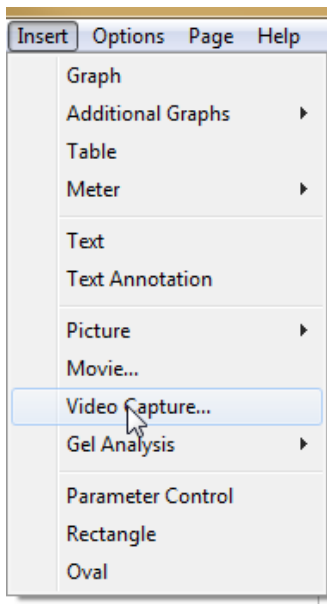 Insert Options Page Help
Graph
Additional Graphs
Table
Meter
Text
Text Annotation
Picture
Movie...
Video Capture...
Gel Analysis
Parameter Control
Rectangle
Oval